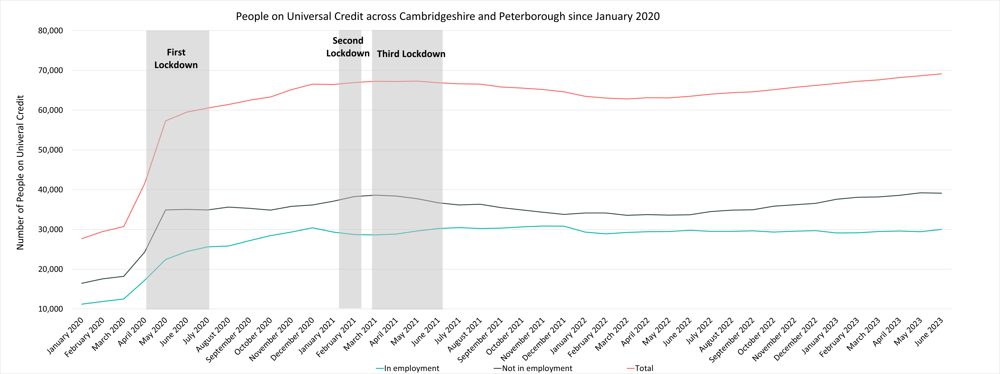 People on Universal Credit across Cambridgeshire and Peterborough since January 2020
Number of People on Univeral Credit
80,000
70,000
60,000
50,000
40,000
30,000
20,000
10,000
First
Lockdown
Second
Lockdown
Third Lockdown
January 2020
February 2020
March 2020
April 2020
May 2020
June 2020
July 2020
August 2020
September 2020
October 2020
November 2020
December 2020
January 2021
February 2021
March 2021
April 2021
May 2021
June 2021
July 2021
August 2021
September 2021
October 2021
November 2021
December 2021
January 2022
February 2022
March 2022
April 2022
May 2022
June 2022
July 2022
August 2022
September 2022
October 2022
November 2022
December 2022
January 2023
February 2023
March 2023
April 2023
May 2023
June 2023
In employment
Not in employment
Total